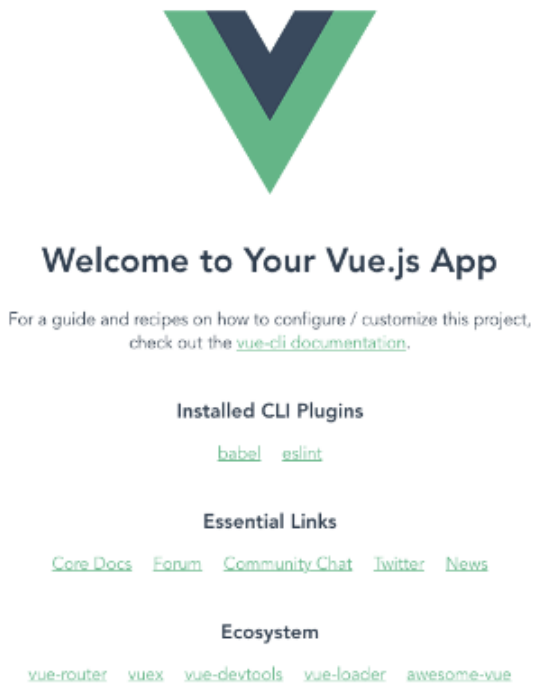 Welcome to Your Vue.js App
For a guide and recipes on how to configure / customize this project,
check out the vue-cli documentation.
Installed CLI Plugins
babel eslint
Essential Links
Core Docs Forum Community Chat Twitter News
Ecosystem
vue-router vuex vue-devtools vue-loader awesome-vue